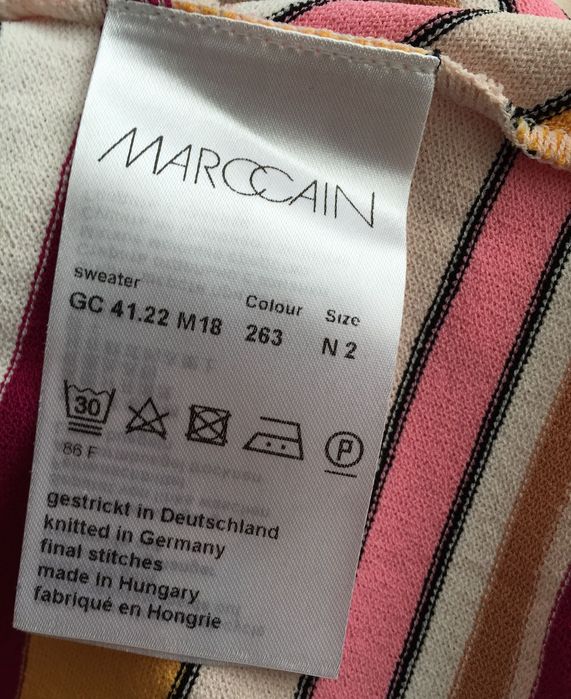 MARCCAIN
sweater
GC 41.22 M18
Colour
263
Size
N 2
30
P
86 F
gestrickt in Deutschland
knitted in Germany
final stitches
made in Hungary
fabriqué en Hongrie